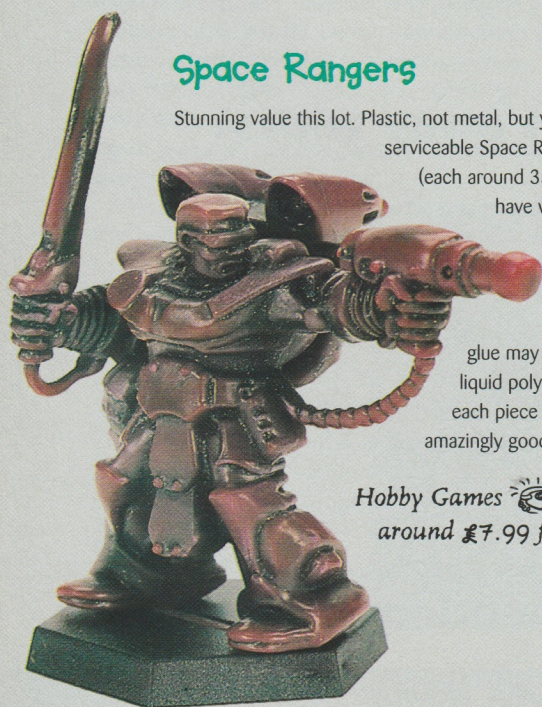 Space Rangers
Stunning value this lot. Plastic, not metal, but
serviceable Space
(each around
have
glue may
liquid poly
each piece
amazingly good
Hobby Games
around £7.99